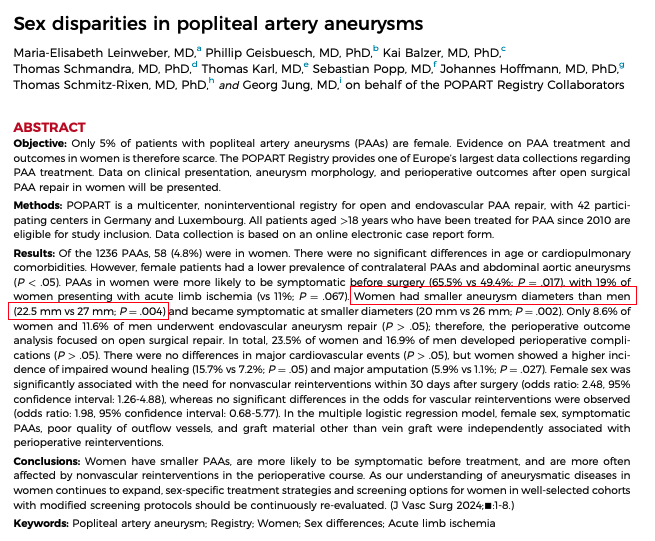 Sex disparities in popliteal artery aneurysms
Maria-Elisabeth Leinweber, MD,a Phillip Geisbuesch, MD, PhD,b Kai Balzer, MD, PhD,c
Thomas Schmandra, MD, PhD,d Thomas Karl, MD,e Sebastian Popp, MD,f Johannes Hoffmann, MD, PhD,g
Thomas Schmitz-Rixen, MD, PhD,h and Georg Jung, MD,i on behalf of the POPART Registry Collaborators
ABSTRACT
Objective: Only 5% of patients with popliteal artery aneurysms (PAAs) are female. Evidence on PAA treatment and
outcomes in women is therefore scarce. The POPART Registry provides one of Europe's largest data collections regarding
PAA treatment. Data on clinical presentation, aneurysm morphology, and perioperative outcomes after open surgical
PAA repair in women will be presented.
Methods: POPART is a multicenter, noninterventional registry for open and endovascular PAA repair, with 42 partici-
pating centers in Germany and Luxembourg. All patients aged >18 years who have been treated for PAA since 2010 are
eligible for study inclusion. Data collection is based on an online electronic case report form.
Results: Of the 1236 PAAs, 58 (4.8%) were in women. There were no significant differences in age or cardiopulmonary
comorbidities. However, female patients had a lower prevalence of contralateral PAAs and abdominal aortic aneurysms
(P < .05). PAAs in women were more likely to be symptomatic before surgery (65.5% vs 49.4%; P = .017), with 19% of
women presenting with acute limb ischemia (vs 11%; P = .067). Women had smaller aneurysm diameters than men
(22.5 mm vs 27 mm; P = .004) and became symptomatic at smaller diameters (20 mm vs 26 mm; P = .002). Only 8.6% of
women and 11.6% of men underwent endovascular aneurysm repair (P > .05); therefore, the perioperative outcome
analysis focused on open surgical repair. In total, 23.5% of women and 16.9% of men developed perioperative compli-
cations (P > .05). There were no differences in major cardiovascular events (P > .05), but women showed a higher inci-
dence of impaired wound healing (15.7% vs 7.2%; P = .05) and major amputation (5.9% vs 1.1%; P = .027). Female sex was
significantly associated with the need for nonvascular reinterventions within 30 days after surgery (odds ratio: 2.48, 95%
confidence interval: 1.26-4.88), whereas no significant differences in the odds for vascular reinterventions were observed
(odds ratio: 1.98, 95% confidence interval: 0.68-5.77). In the multiple logistic regression model, female sex, symptomatic
PAAs, poor quality of outflow vessels, and graft material other than vein graft were independently associated with
perioperative reinterventions.
Conclusions: Women have smaller PAAs, are more likely to be symptomatic before treatment, and are more often
affected by nonvascular reinterventions in the perioperative course. As our understanding of aneurysmatic diseases in
women continues to expand, sex-specific treatment strategies and screening options for women in well-selected cohorts
with modified screening protocols should be continuously re-evaluated. (J Vasc Surg 2024;■:1-8.)
Keywords: Popliteal artery aneurysm; Registry; Women; Sex differences; Acute limb ischemia